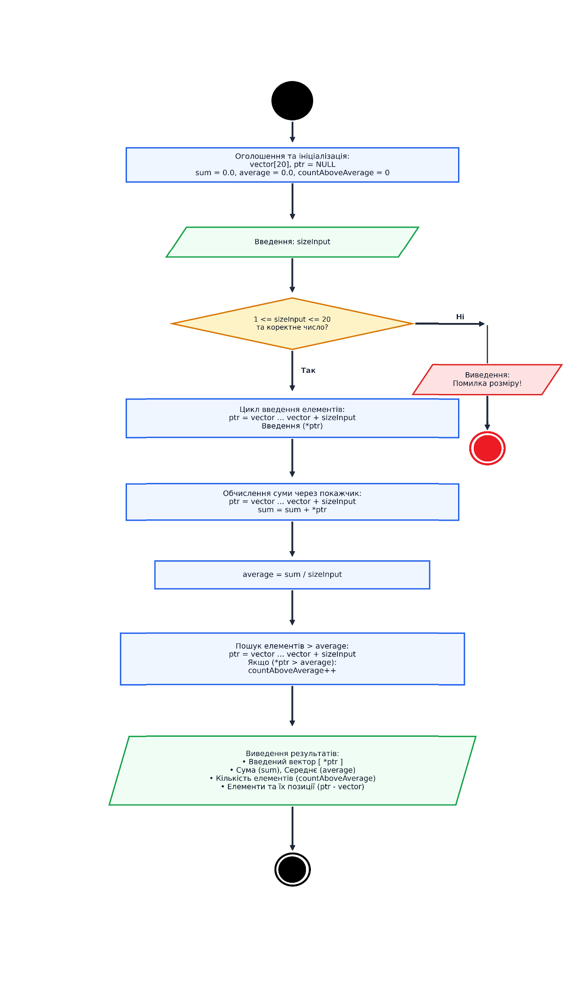 Оголошення та ініціалізація:
vector[20], ptr = NULL
sum = 0.0, average = 0.0, countAboveAverage = 0
Введення: sizeInput
1 <= sizeInput <= 20
та коректне число?
Ні
Так
Виведення:
Помилка розміру!
Цикл введення елементів:
ptr = vector ... vector + sizeInput
Введення (*ptr)
Обчислення суми через покажчик:
ptr = vector ... vector + sizeInput
sum = sum + *ptr
average = sum / sizeInput
Пошук елементів > average:
ptr = vector ... vector + sizeInput
Якщо (*ptr > average):
countAboveAverage++
Виведення результатів:
• Введений вектор [ *ptr ]
• Сума (sum), Середнє (average)
• Кількість елементів (countAboveAverage)
• Елементи та їх позиції (ptr - vector)